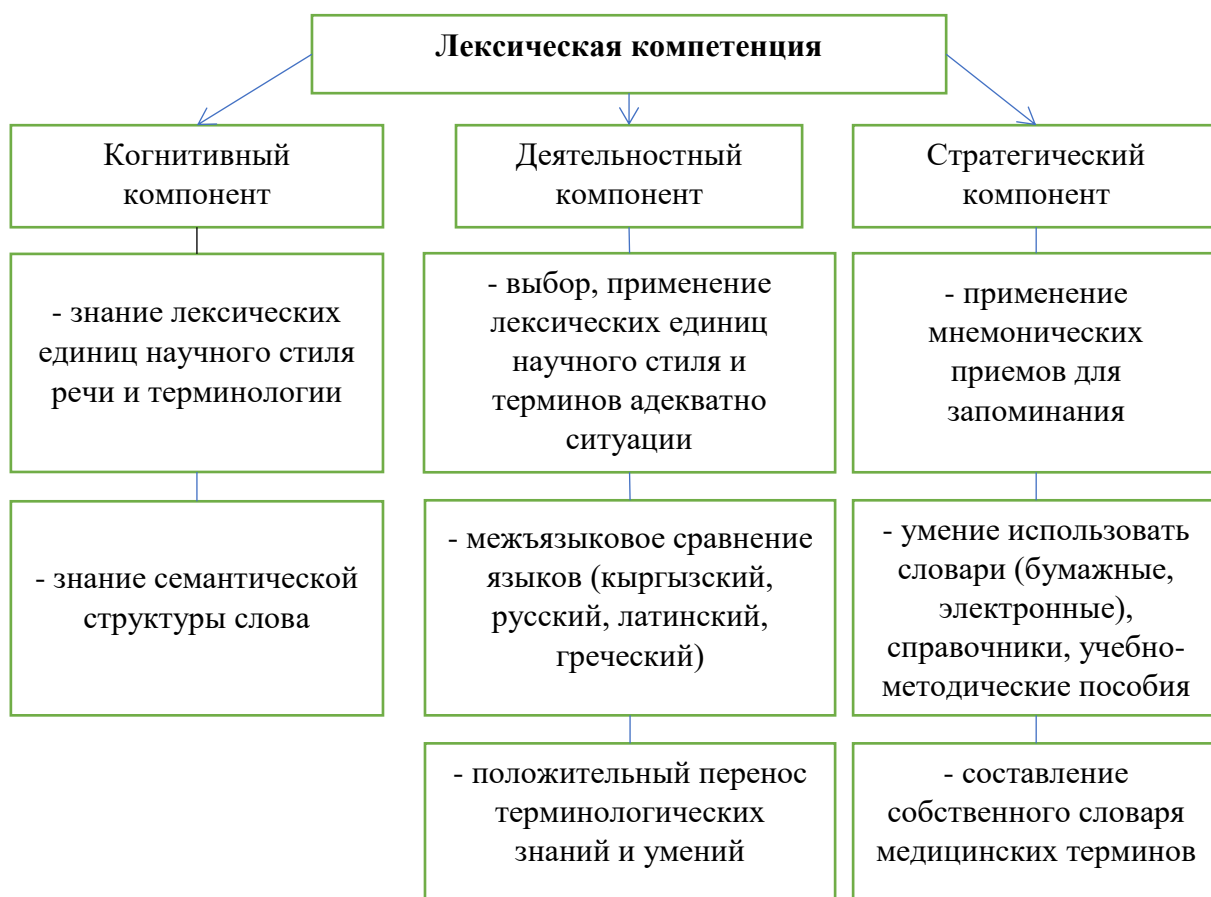 Лексическая компетенция
Когнитивный
компонент
Деятельностный
компонент
Стратегический
компонент
- знание лексических
единиц научного стиля
речи и терминологии
- выбор, применение
лексических единиц
научного стиля и
терминов адекватно
ситуации
- применение
мнемонических
приемов для
запоминания
- знание семантической
структуры слова
- межъязыковое сравнение
языков (кыргызский,
русский, латинский,
греческий)
- умение использовать
словари (бумажные,
электронные),
справочники, учебно-
методические пособия
- положительный перенос
терминологических
знаний и умений
- составление
собственного словаря
медицинских терминов